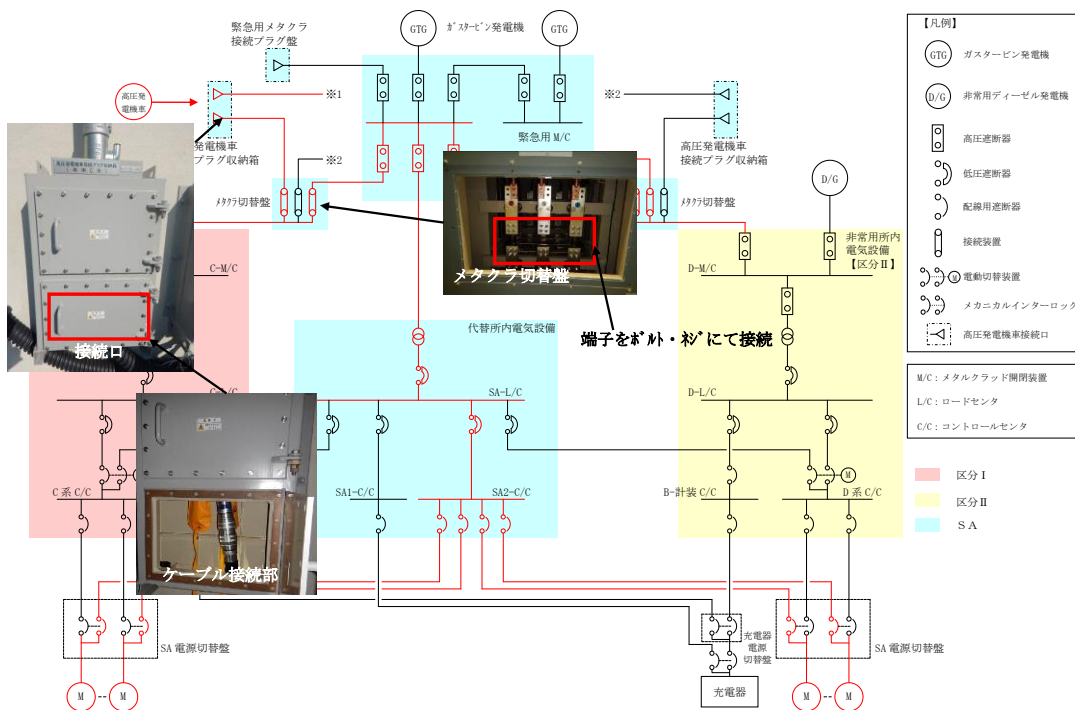 緊急用メタクラ
接続プラグ盤
GTG
ガスタービン発電機
GTG
高圧発
電機車
※1
※2
※2
緊急用 M/C
発電機車
プラグ収納箱
高圧発電機車
接続プラグ収納箱
メタクラ切替盤
メタクラ切替盤
D/G
非常用所内
電気設備
【区分Ⅱ】
C-M/C
D-M/C
メタクラ切替盤
端子をボルト・ネジにて接続
接続口
代替所内電気設備
SA-L/C
D-L/C
C系 C/C
SA1-C/C
SA2-C/C
B-計装 C/C
D系 C/C
M
ケーブル接続部
SA 電源切替盤
充電器
電源
切替盤
SA 電源切替盤
M
M
充電器
M
M
【凡例】
GTG
ガスタービン発電機
D/G
非常用ディーゼル発電機
高圧遮断器
低圧遮断器
配線用遮断器
接続装置
M
電動切替装置
メカニカルインターロック
高圧発電機車接続口
M/C：メタルクラッド開閉装置
L/C：ロードセンタ
C/C：コントロールセンタ
区分Ⅰ
区分Ⅱ
SA